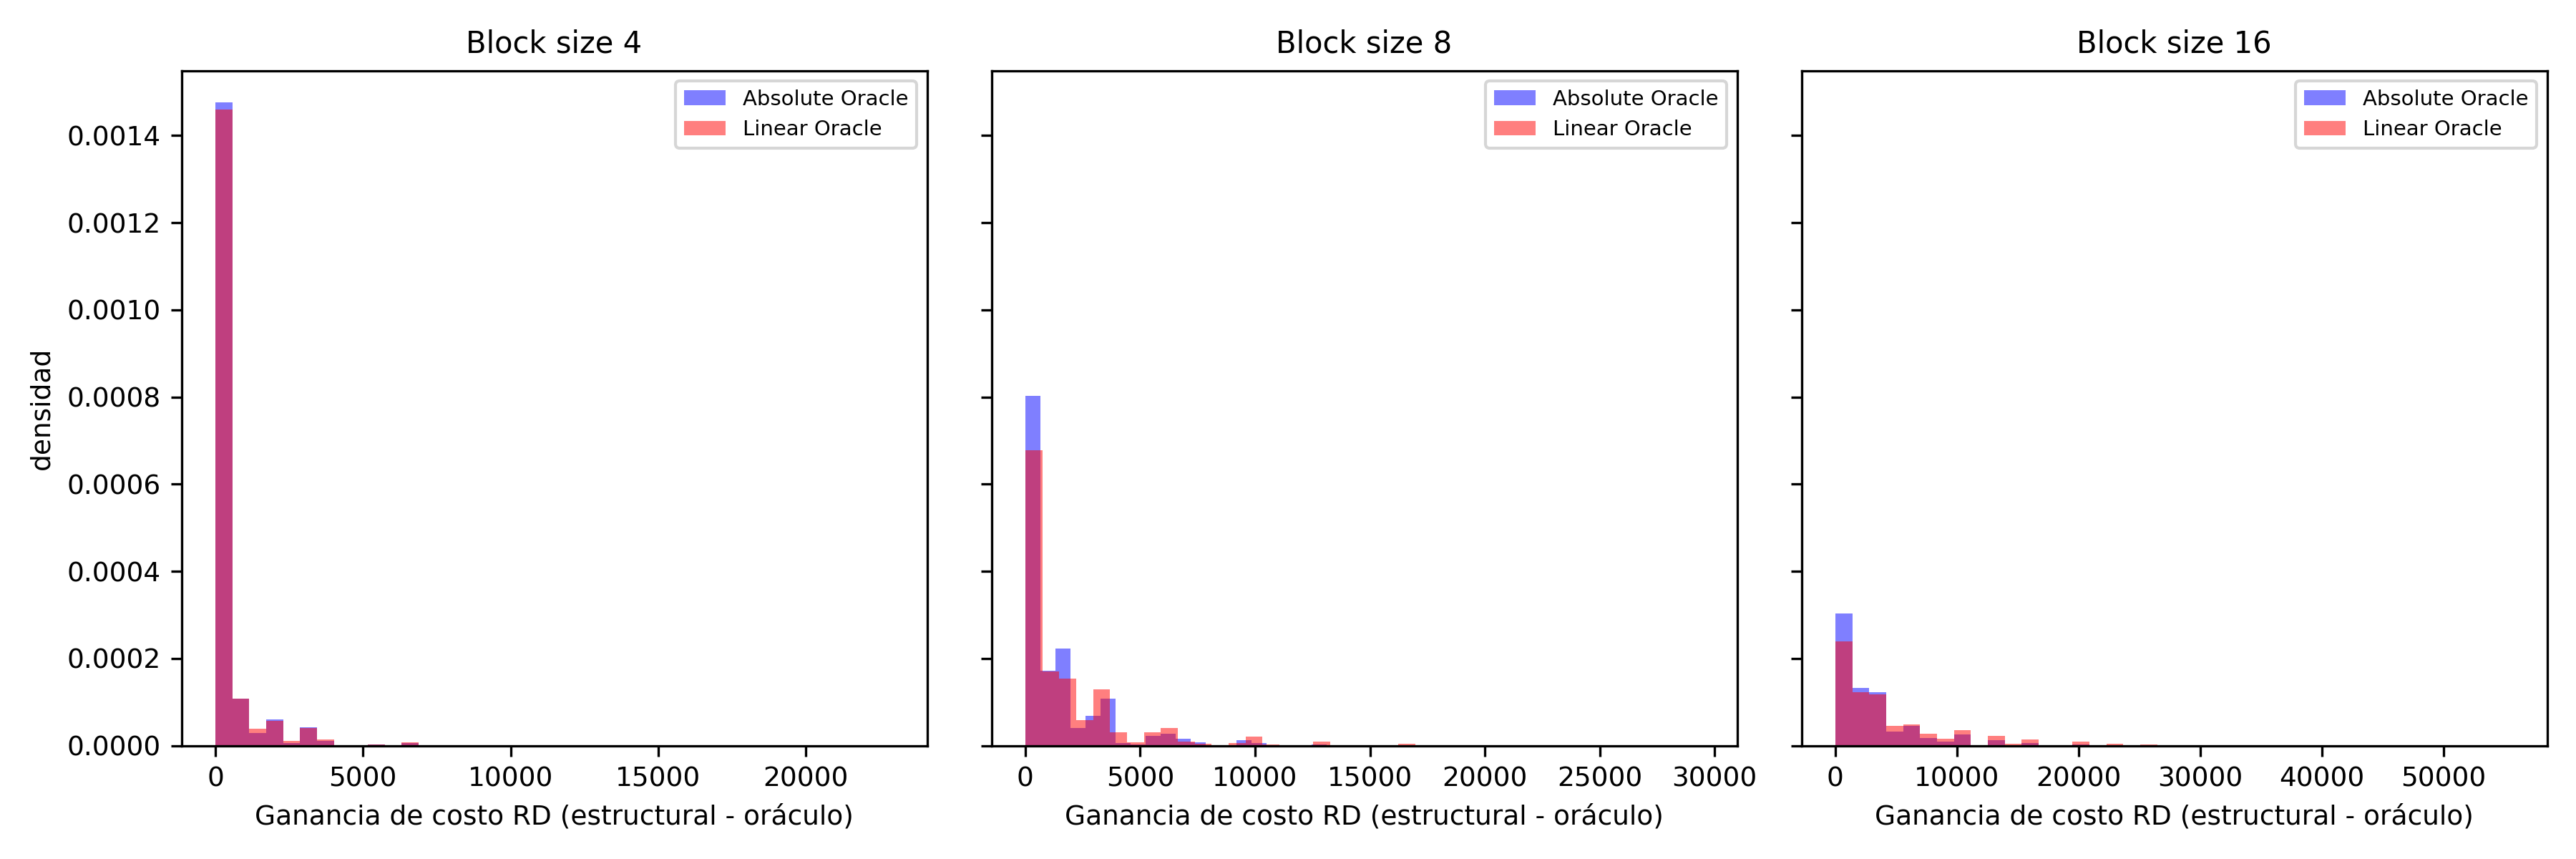 Block size 4
Block size 8
Block size 16
Absolute Oracle
Linear Oracle
Absolute Oracle
Linear Oracle
Absolute Oracle
Linear Oracle
densidad
0.0014
0.0012
0.0010
0.0008
0.0006
0.0004
0.0002
0.0000
0 5000 10000 15000 20000
0 5000 10000 15000 20000 25000 30000
0 10000 20000 30000 40000 50000
Ganancia de costo RD (estructural - oráculo)
Ganancia de costo RD (estructural - oráculo)
Ganancia de costo RD (estructural - oráculo)